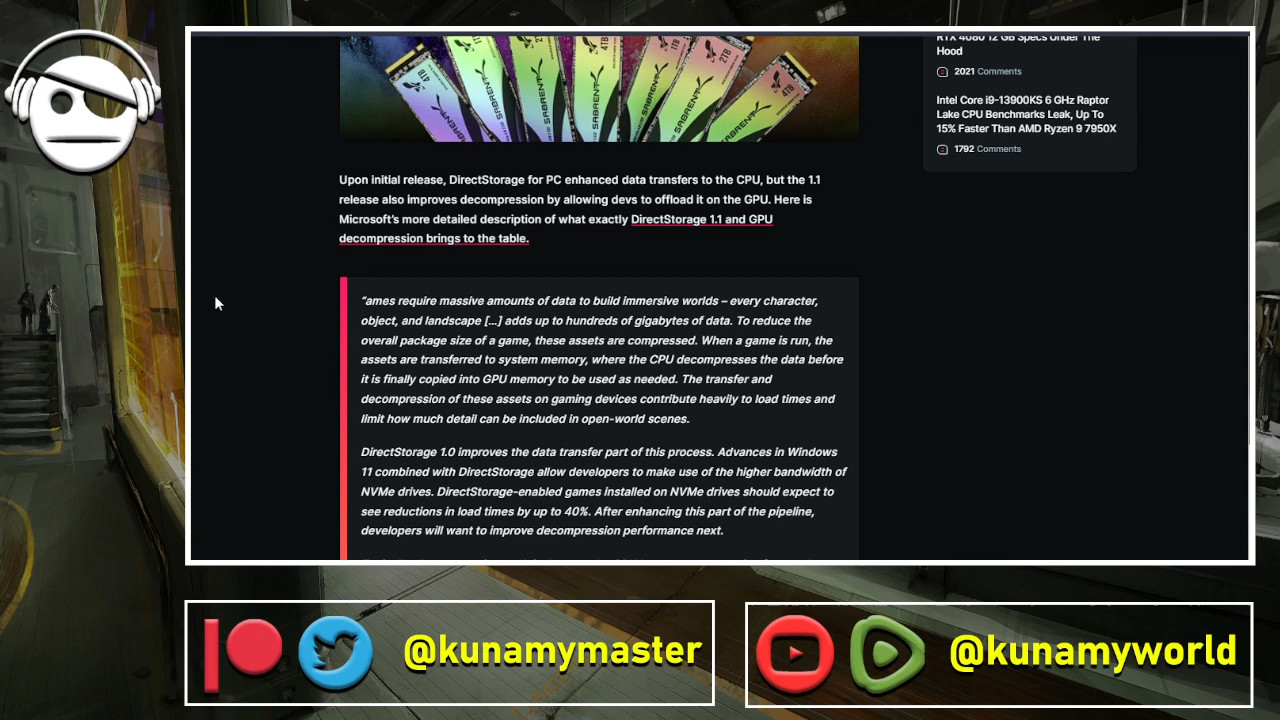 4TB
2TB
4TB
1TB
2TB
4TB
SABRENT
SABRENT
SABRENT
SABRENT
SABRENT
SABRENT
RTX 4080 12 GB Specs Under The
Hood
2021 Comments
Intel Core i9-13900KS 6 GHz Raptor
Lake CPU Benchmarks Leak, Up To
15% Faster Than AMD Ryzen 9 7950X
1792 Comments
Upon initial release, DirectStorage for PC enhanced data transfers to the CPU, but the 1.1
release also improves decompression by allowing devs to offload it on the GPU. Here is
Microsoft's more detailed description of what exactly DirectStorage 1.1 and GPU
decompression brings to the table.
"ames require massive amounts of data to build immersive worlds – every character,
object, and landscape [...] adds up to hundreds of gigabytes of data. To reduce the
overall package size of a game, these assets are compressed. When a game is run, the
assets are transferred to system memory, where the CPU decompresses the data before
it is finally copied into GPU memory to be used as needed. The transfer and
decompression of these assets on gaming devices contribute heavily to load times and
limit how much detail can be included in open-world scenes.
DirectStorage 1.0 improves the data transfer part of this process. Advances in Windows
11 combined with DirectStorage allow developers to make use of the higher bandwidth of
NVMe drives. DirectStorage-enabled games installed on NVMe drives should expect to
see reductions in load times by up to 40%. After enhancing this part of the pipeline,
developers will want to improve decompression performance next.
@kunamymaster
@kunamyworld